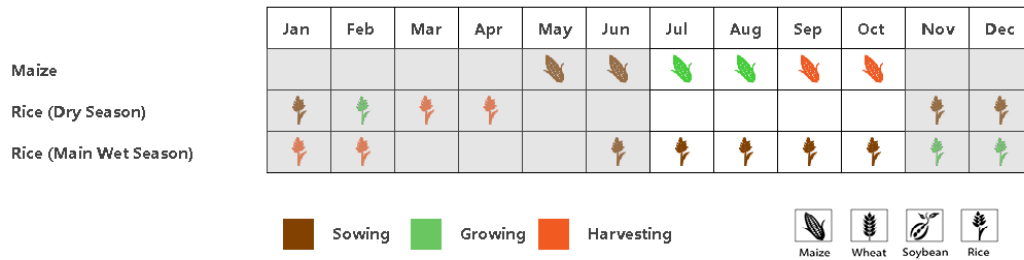 Jan Feb Mar Apr May Jun Jul Aug Sep Oct Nov Dec
Maize
Rice (Dry Season)
Rice (Main Wet Season)
Sowing Growing Harvesting
Maize Wheat Soybean Rice